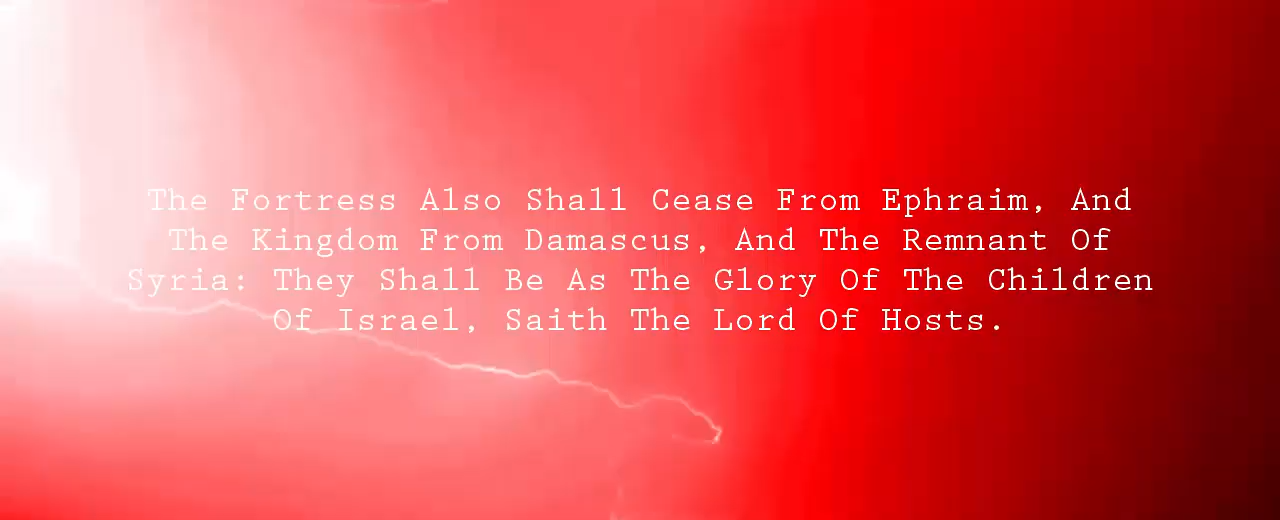 The Fortress Also Shall Cease From Ephraim, And
The Kingdom From Damascus, And The Remnant Of
Syria: They Shall Be As The Glory Of The Children
Of Israel, Saith The Lord Of Hosts.